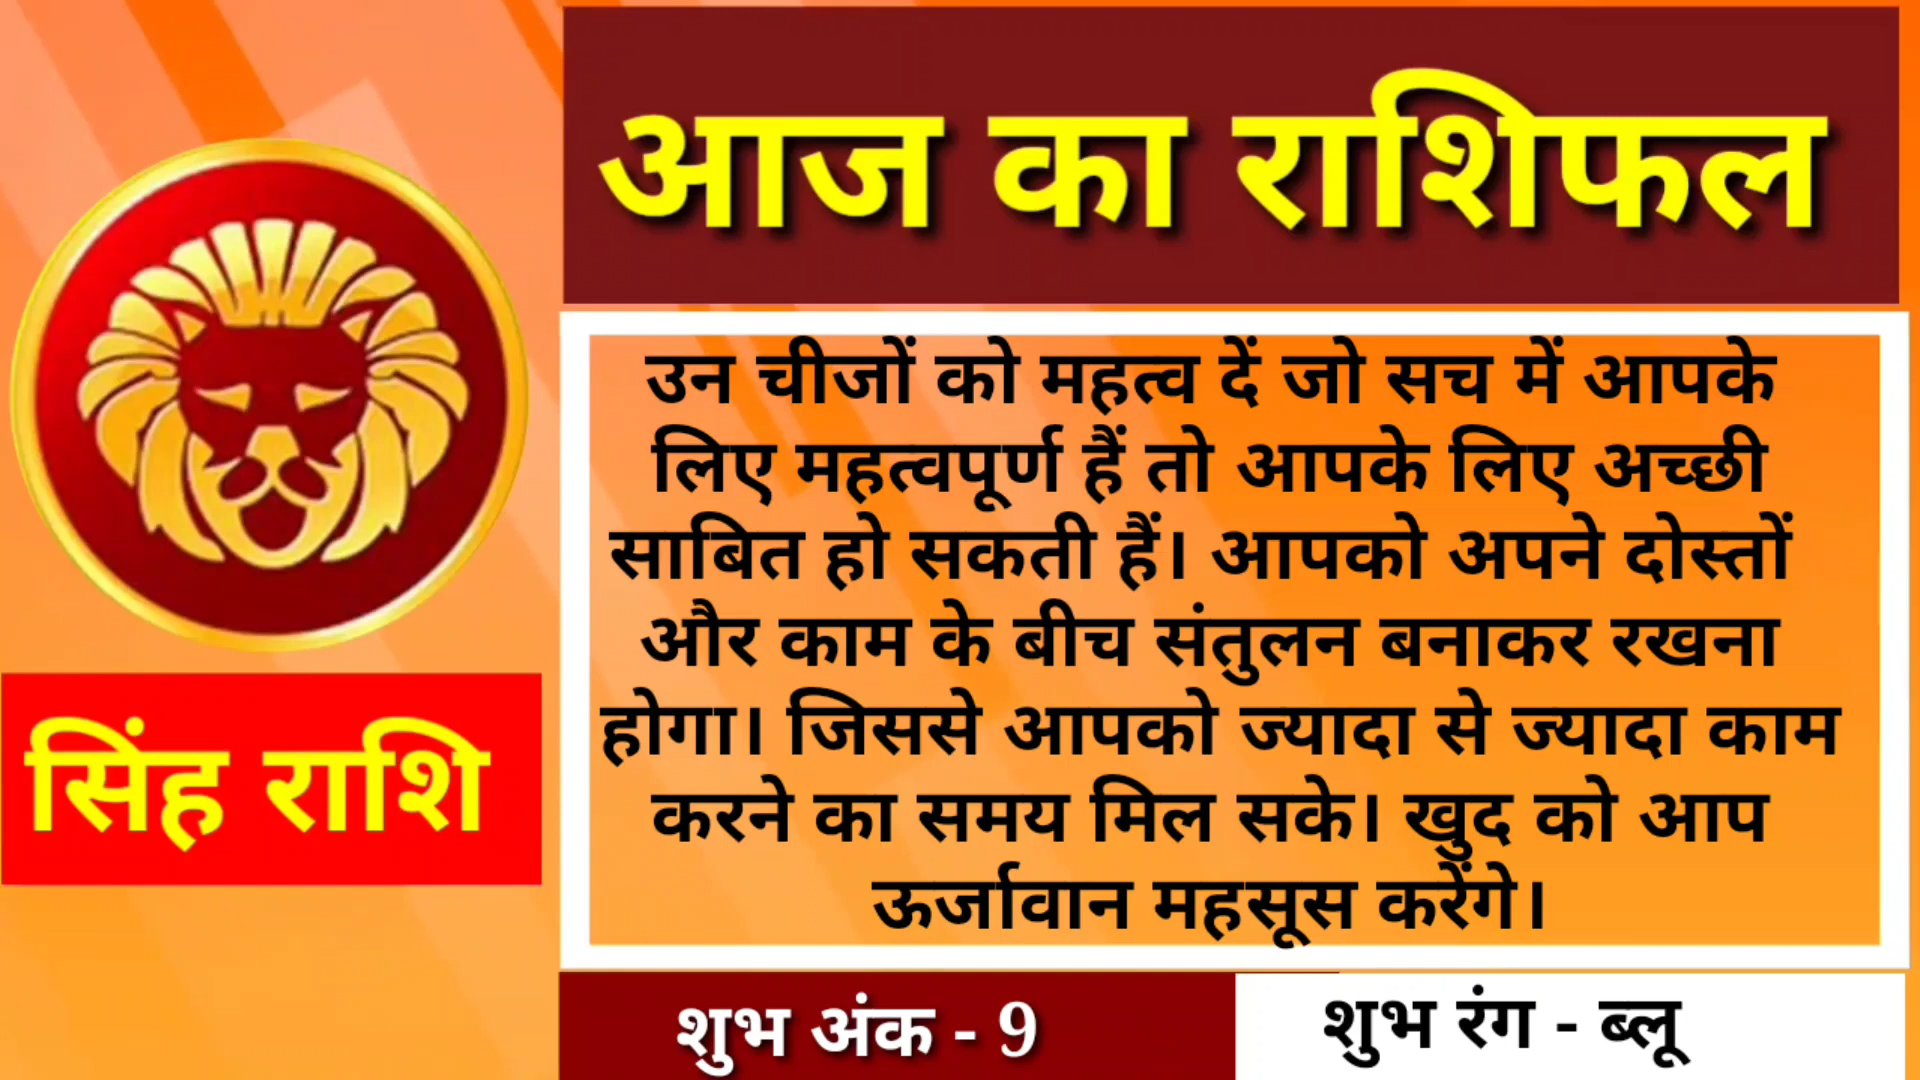 आज का राशिफल
सिंह राशि
उन चीजों को महत्व दें जो सच में आपके
लिए महत्वपूर्ण हैं तो आपके लिए अच्छी
साबित हो सकती हैं। आपको अपने दोस्तों
और काम के बीच संतुलन बनाकर रखना
होगा। जिससे आपको ज्यादा से ज्यादा काम
करने का समय मिल सके। खुद को आप
ऊर्जावान महसूस करेंगे।
शुभ अंक - 9
शुभ रंग - ब्लू